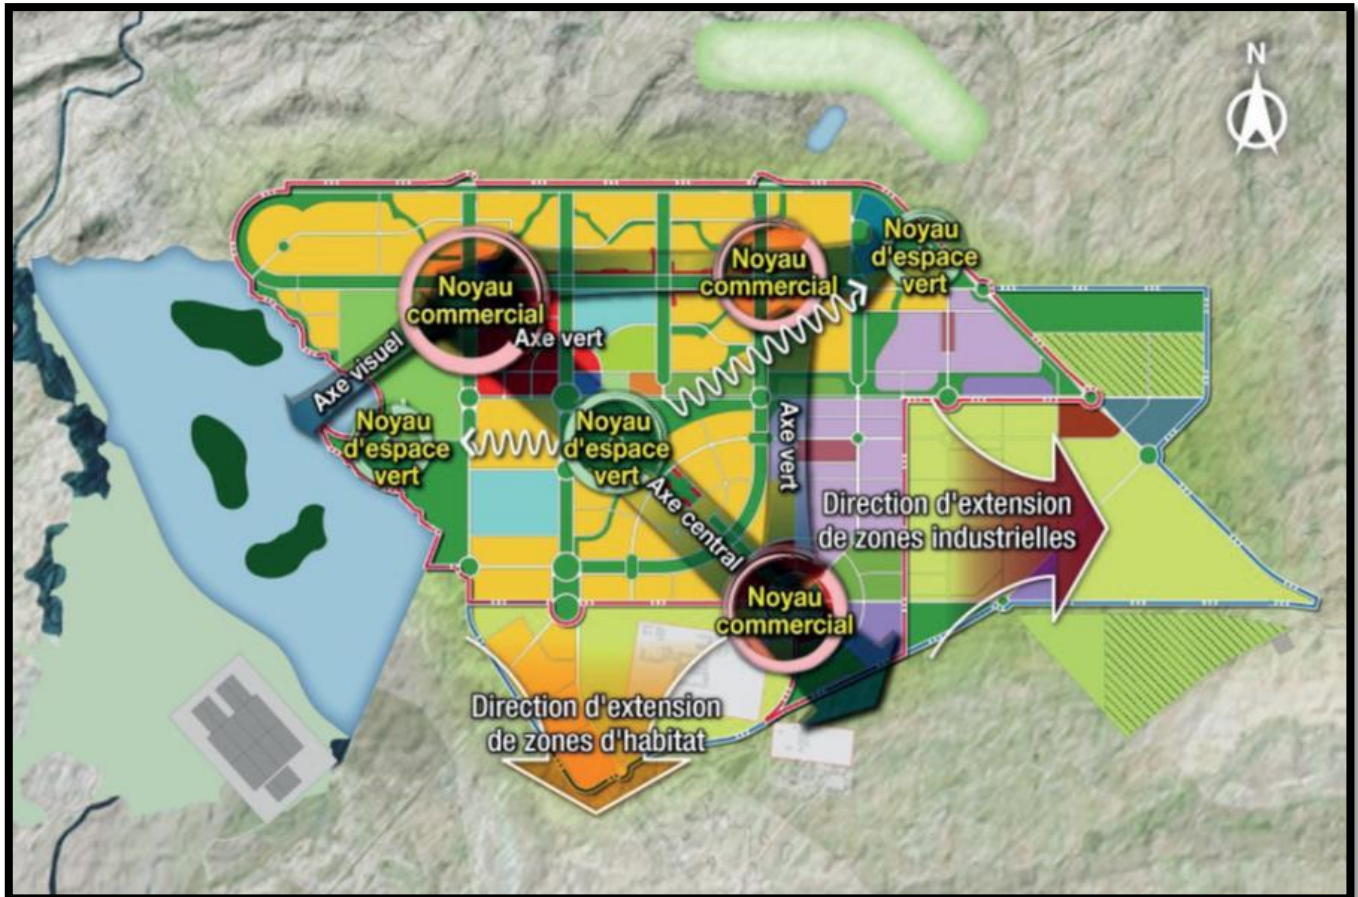 N
Noyau
d'espace
vert
Noyau
commercial
Noyau
commercial
Axe vert
Axe visuel
Noyau
d'espace
vert
Noyau
d'espace
vert
Axe vert
Axe central
Direction d'extension
de zones industrielles
Noyau
commercial
Direction d'extension
de zones d'habitat